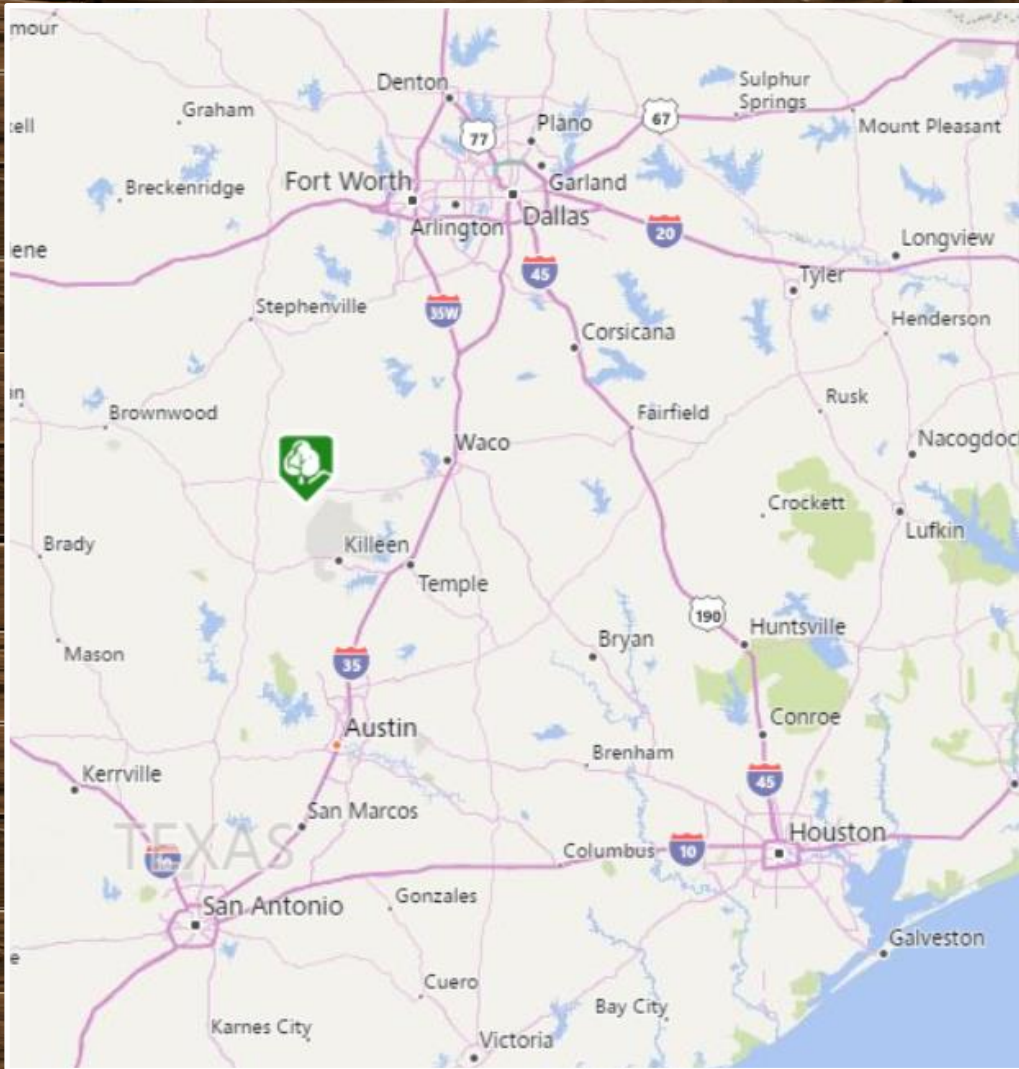 mour
Denton
Sulphur
Springs
Graham
67
cell
77
Plano
Mount Pleasant
Breckenridge
Fort Worth
Garland
Arlington
Dallas
20
Longview
ene
45
Tyler
35W
Stephenville
Henderson
Corsicana
n
Brownwood
Rusk
Fairfield
Waco
Nacogdoc
Crockett
Lufkin
Brady
Killeen
Temple
190
Huntsville
Bryan
Mason
35
Conroe
Austin
Brenham
Kerrville
45
San Marcos
TEXAS
Houston
10
Columbus
10
San Antonio
Gonzales
Galveston
e
Cuero
Bay City
Karnes City
Victoria